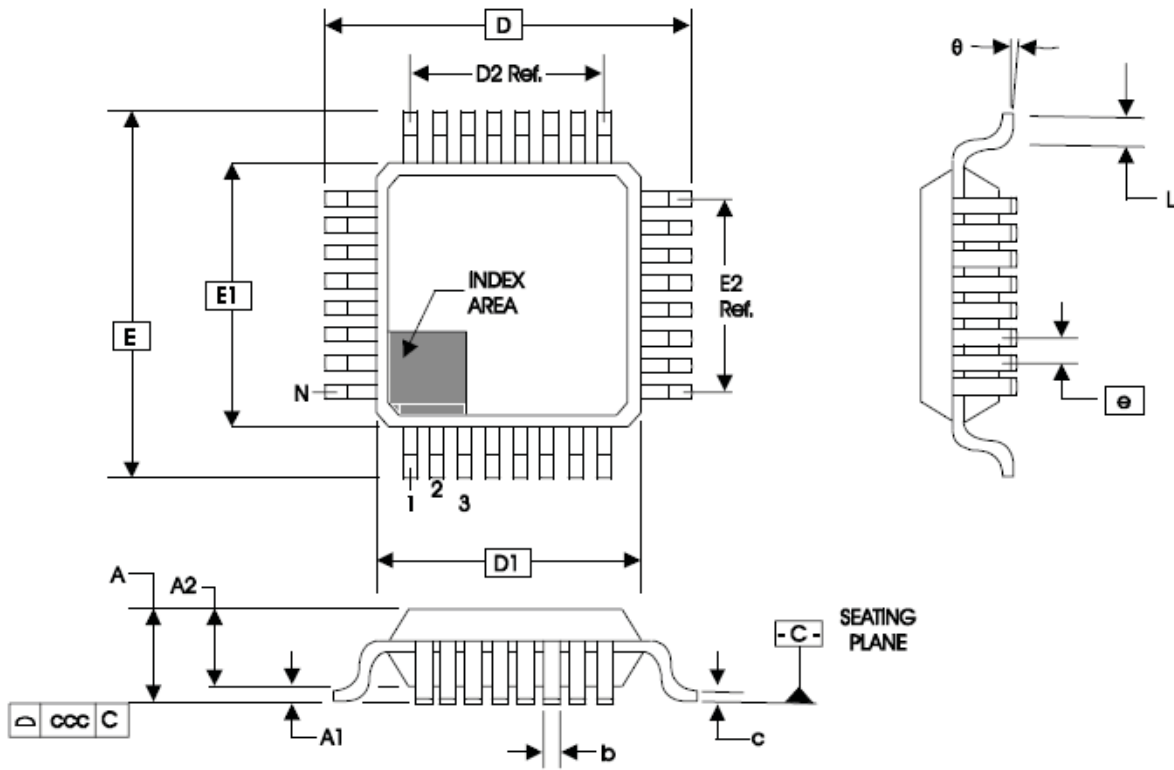 D
D2 Ref.
θ
L
INDEX
AREA
E1
E
E2
Ref.
N
e
1
2
3
D1
A
A2
-C-
SEATING
PLANE
⌓ ccc C
A1
b
c